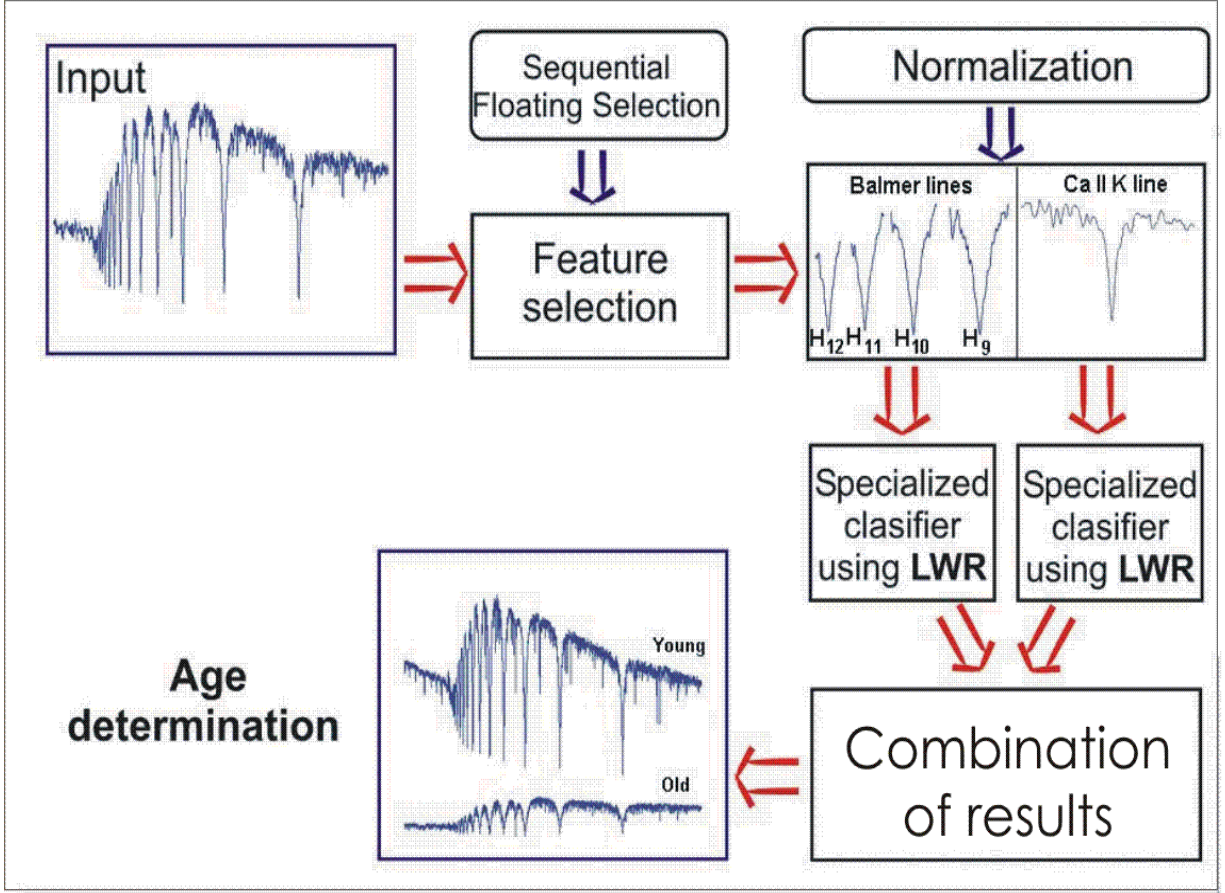 Input
Sequential
Floating Selection
Normalization
Feature
selection
Balmer lines
Ca II K line
H12 H11 H10 H9
Specialized
clasifier
using LWR
Specialized
clasifier
using LWR
Combination
of results
Young
Old
Age
determination